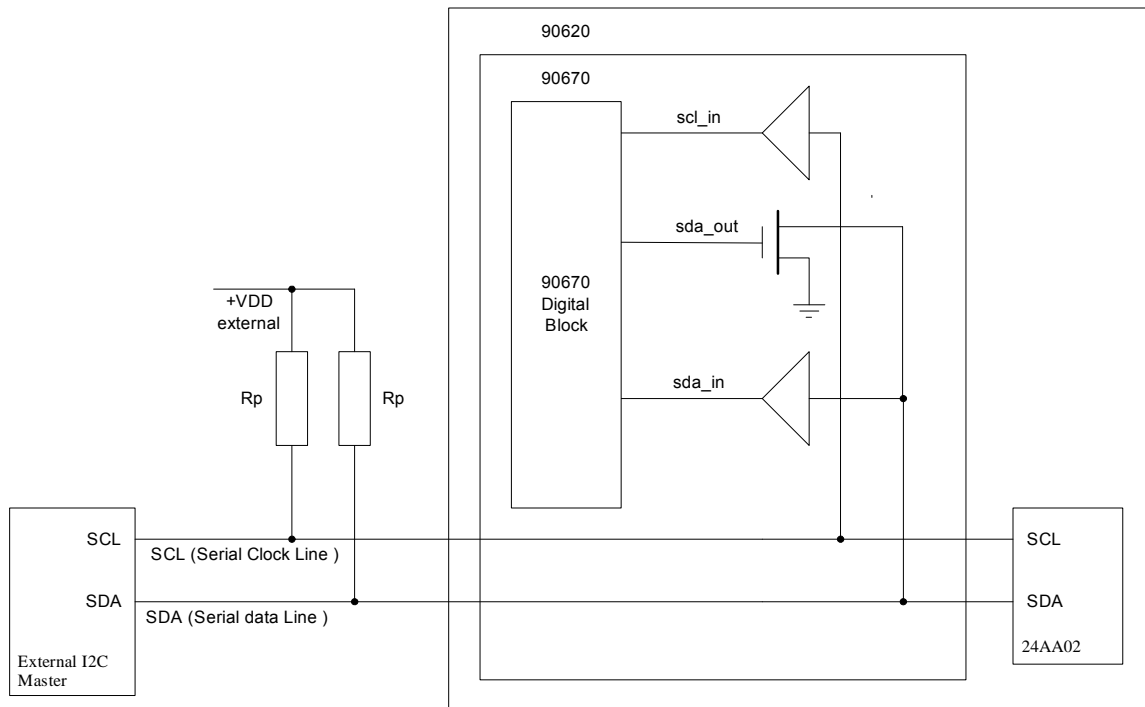 90620
90670
scl_in
sda_out
90670
Digital
Block
+VDD
external
sda_in
Rp
Rp
SCL
SCL (Serial Clock Line )
SCL
SDA
SDA (Serial data Line )
SDA
External I2C
Master
24AA02